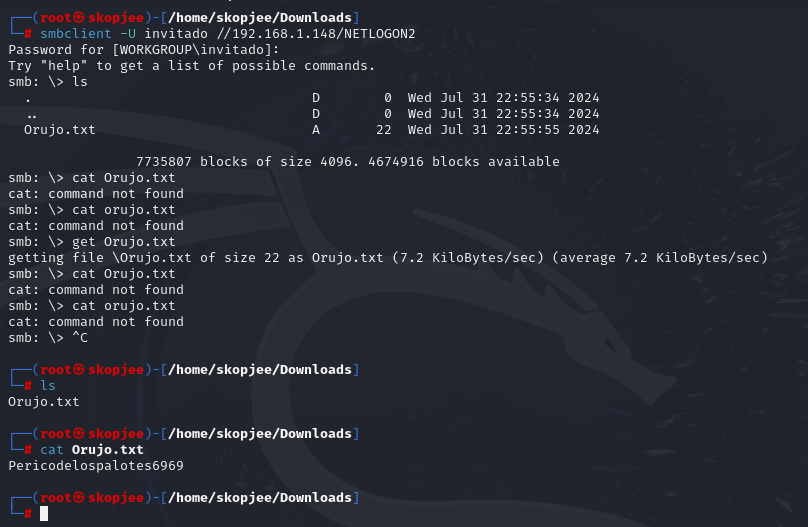 ┌──(root㉿skopjee)-[/home/skopjee/Downloads]
└─# smbclient -U invitado //192.168.1.148/NETLOGON2
Password for [WORKGROUP\invitado]:
Try "help" to get a list of possible commands.
smb: \> ls
  .                                   D        0  Wed Jul 31 22:55:34 2024
  ..                                  D        0  Wed Jul 31 22:55:34 2024
  Orujo.txt                           A       22  Wed Jul 31 22:55:55 2024
                7735807 blocks of size 4096. 4674916 blocks available
smb: \> cat Orujo.txt
cat: command not found
smb: \> cat orujo.txt
cat: command not found
smb: \> get Orujo.txt
getting file \Orujo.txt of size 22 as Orujo.txt (7.2 KiloBytes/sec) (average 7.2 KiloBytes/sec)
smb: \> cat Orujo.txt
cat: command not found
smb: \> cat orujo.txt
cat: command not found
smb: \> ^C
┌──(root㉿skopjee)-[/home/skopjee/Downloads]
└─# ls
Orujo.txt
┌──(root㉿skopjee)-[/home/skopjee/Downloads]
└─# cat Orujo.txt
Pericodelospalotes6969
┌──(root㉿skopjee)-[/home/skopjee/Downloads]
└─#